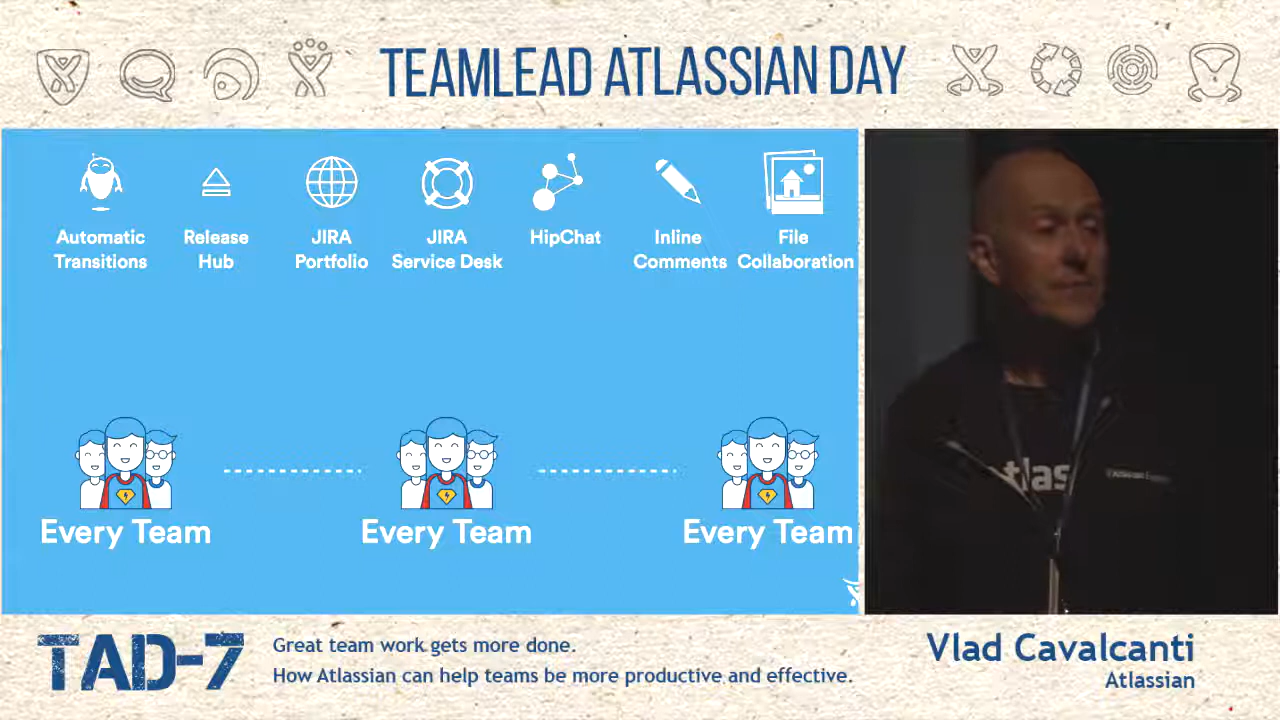 TEAMLEAD ATLASSIAN DAY
Automatic
Transitions
Release
Hub
JIRA
Portfolio
JIRA
Service Desk
HipChat
Inline
Comments
File
Collaboration
Every Team
Every Team
Every Team
atlas
TAD-7
Great team work gets more done.
How Atlassian can help teams be more productive and effective.
Vlad Cavalcanti
Atlassian